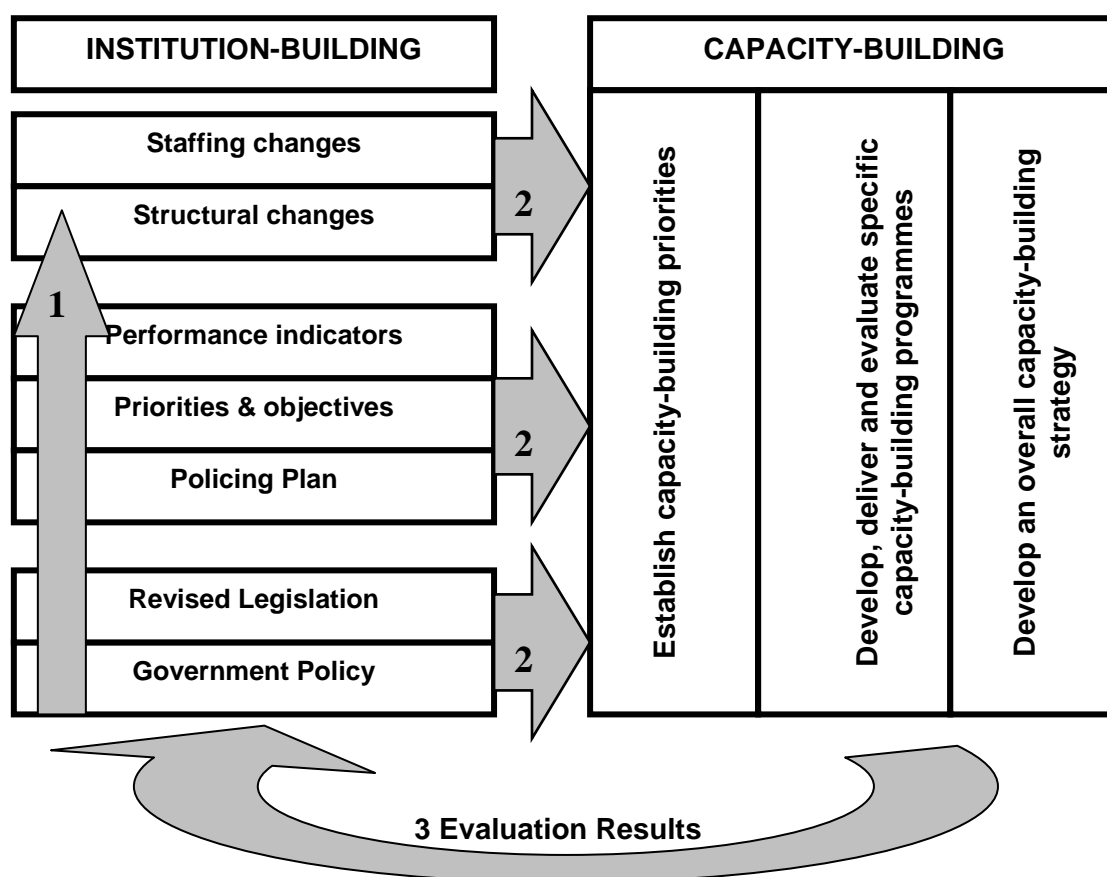 INSTITUTION-BUILDING
Staffing changes
Structural changes
1
Performance indicators
Priorities & objectives
Policing Plan
Revised Legislation
Government Policy
2
2
2
CAPACITY-BUILDING
Establish capacity-building priorities
Develop, deliver and evaluate specific
capacity-building programmes
Develop an overall capacity-building
strategy
3 Evaluation Results